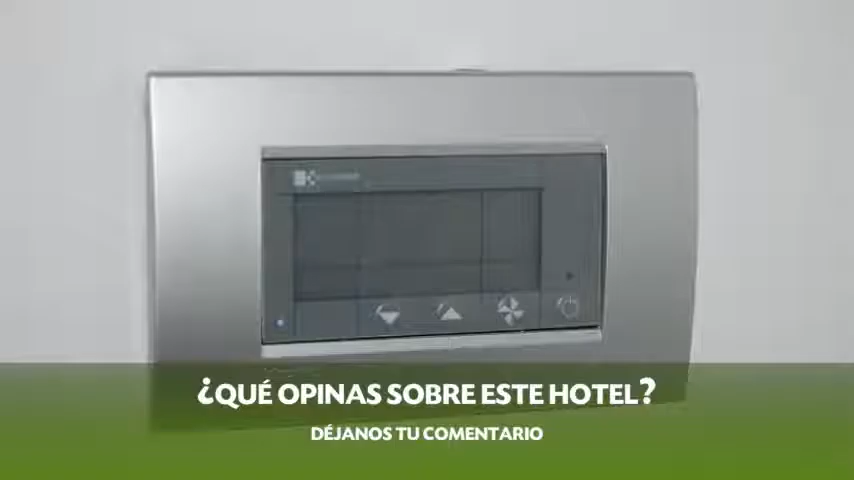 ¿QUÉ OPINAS SOBRE ESTE HOTEL?
DÉJANOS TU COMENTARIO